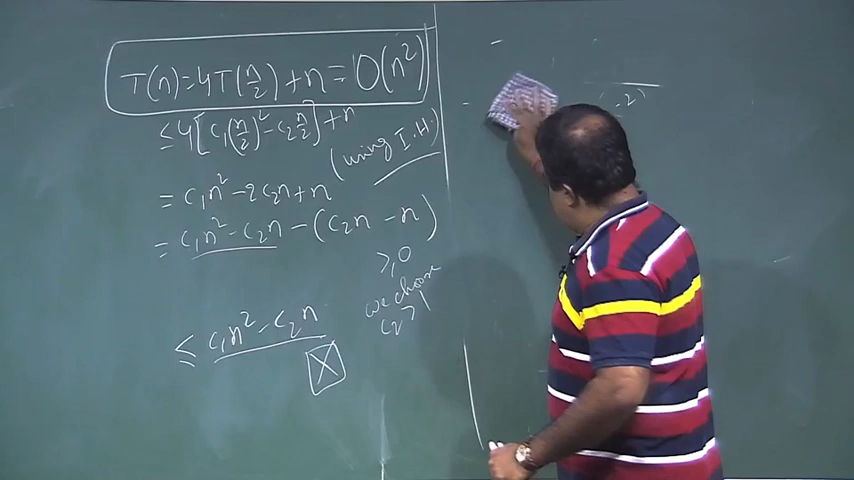 T(n)=4T(n/2)+n=O(n²)
≤4[c₁(n/2)²-c₂n/2]+n
(using I.H.)
=c₁n²-2c₂n+n
=c₁n²-c₂n-(c₂n-n)
≥0
we choose
c₂≥1
≤c₁n²-c₂n